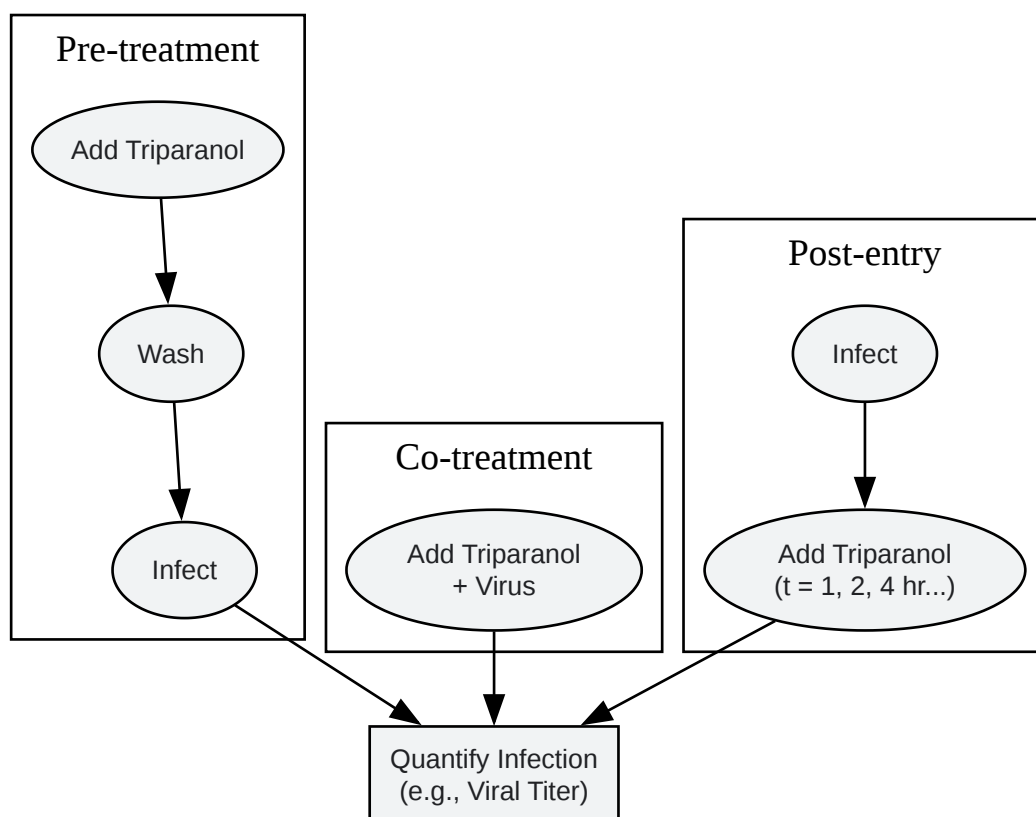 Pre-treatment
Add Triparanol
Wash
Infect
Co-treatment
Add Triparanol
+ Virus
Post-entry
Infect
Add Triparanol
(t = 1, 2, 4 hr...)
Quantify Infection
(e.g., Viral Titer)